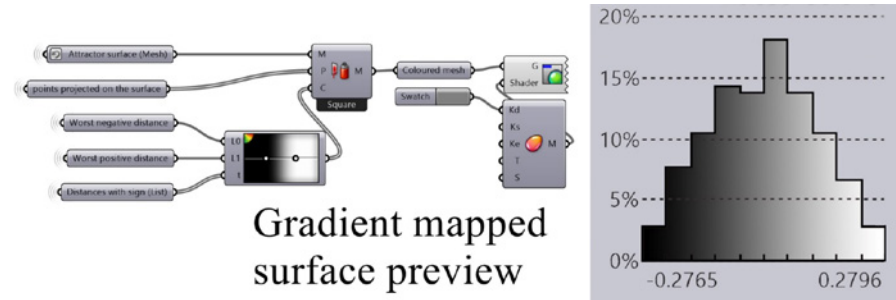 Attractor surface (Mesh)
points projected on the surface
Worst negative distance
Worst positive distance
Distances with sign (List)
L0
L1
t
M
P
C
M
Square
Coloured mesh
Swatch
G
Shader
Kd
Ks
Ke
T
S
M
Gradient mapped
surface preview
20%
15%
10%
5%
0%
-0.2765
0.2796